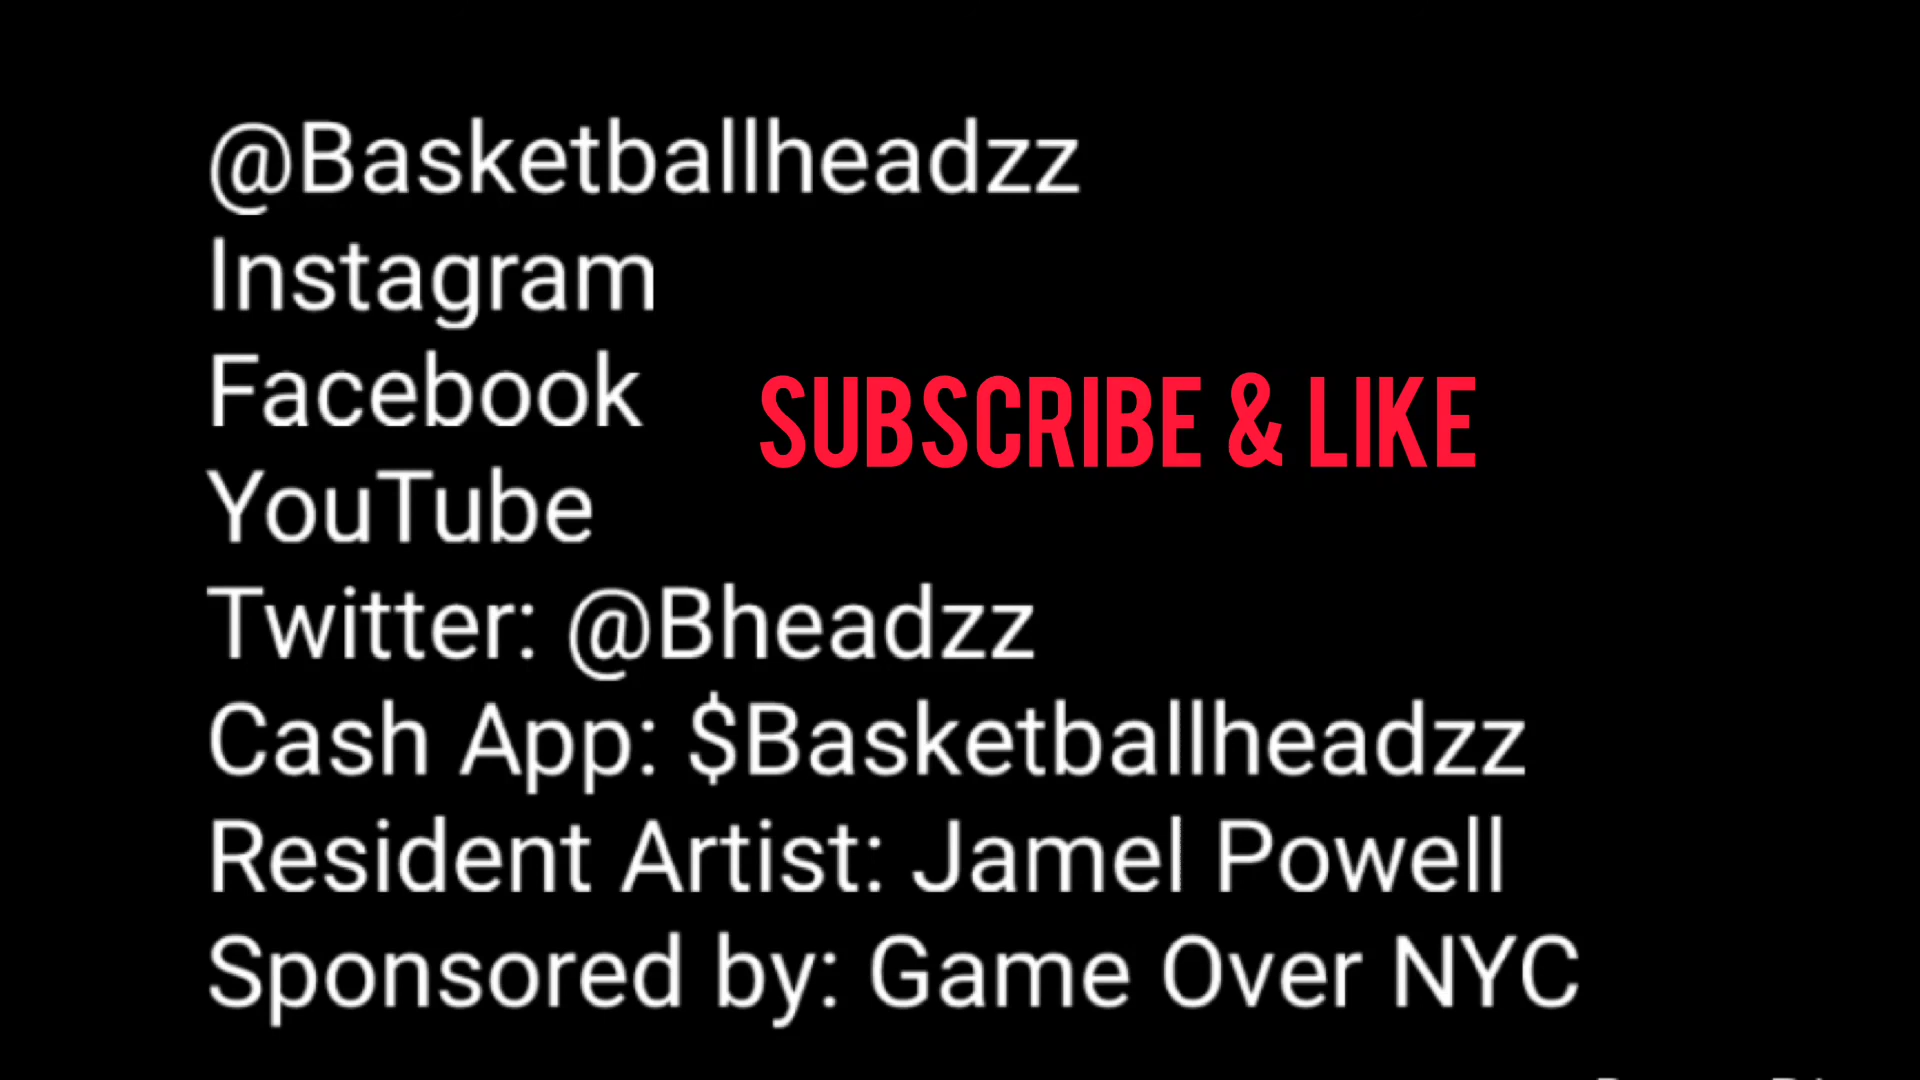 @Basketballheadzz
Instagram
Facebook
SUBSCRIBE & LIKE
YouTube
Twitter: @Bheadzz
Cash App: $Basketballheadzz
Resident Artist: Jamel Powell
Sponsored by: Game Over NYC